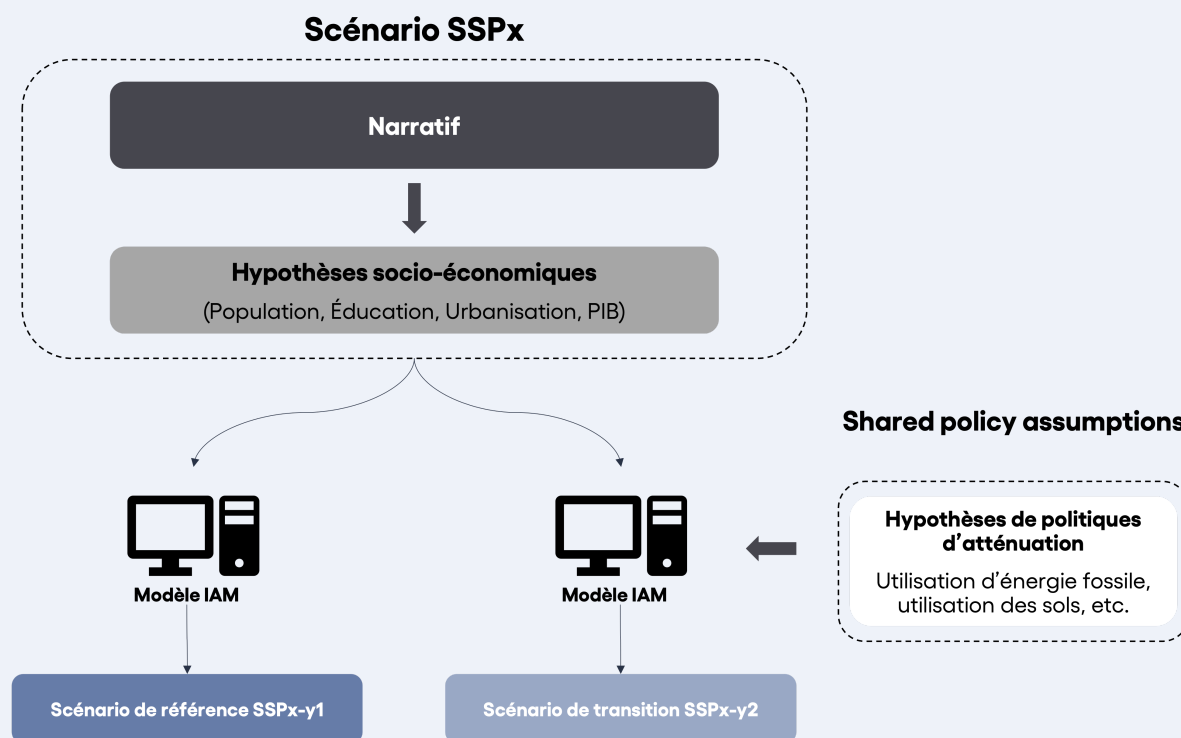 Scénario SSPx
Narratif
Hypothèses socio-économiques
(Population, Éducation, Urbanisation, PIB)
Shared policy assumptions
Hypothèses de politiques
d’atténuation
Utilisation d’énergie fossile,
utilisation des sols, etc.
Modèle IAM
Modèle IAM
Scénario de référence SSPx-y1
Scénario de transition SSPx-y2